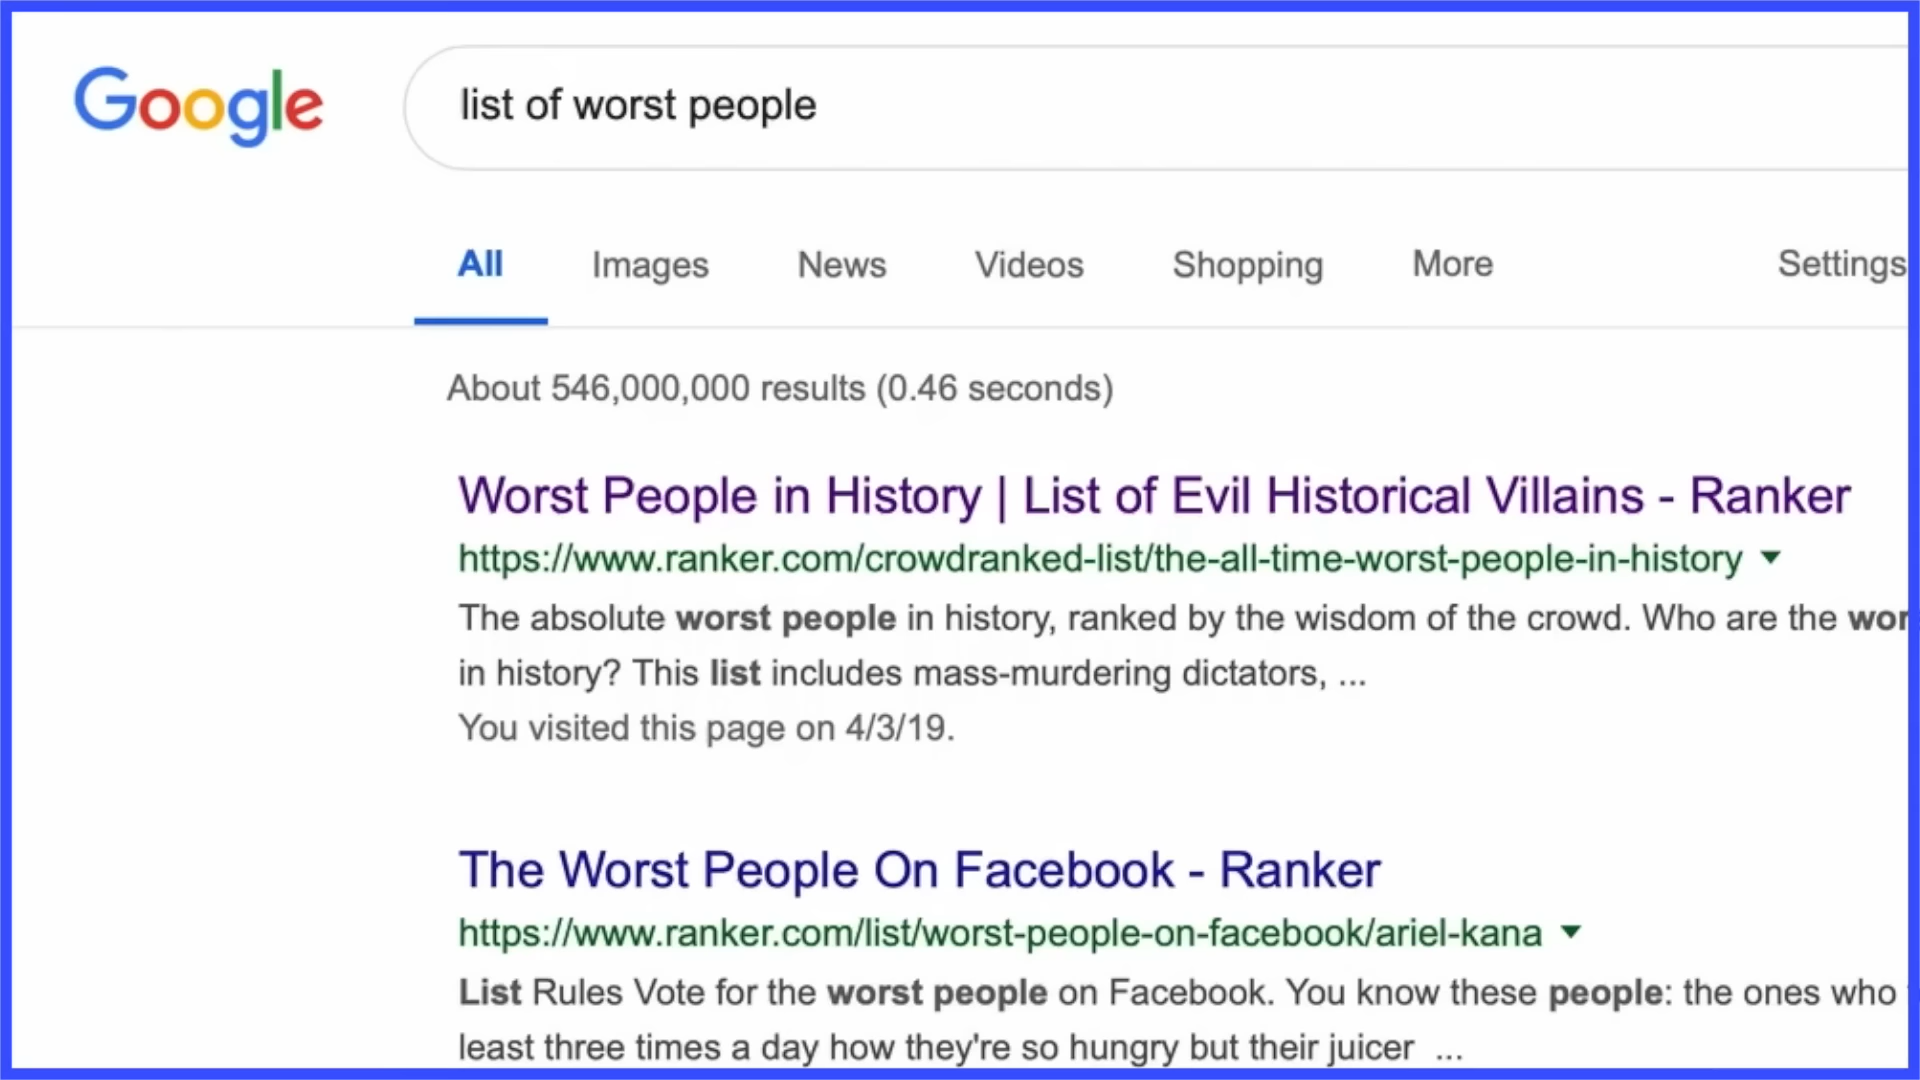 Google
list of worst people
All Images News Videos Shopping More Settings
About 546,000,000 results (0.46 seconds)
Worst People in History | List of Evil Historical Villains - Ranker
https://www.ranker.com/crowdranked-list/the-all-time-worst-people-in-history
The absolute worst people in history, ranked by the wisdom of the crowd. Who are the wor
in history? This list includes mass-murdering dictators, ...
You visited this page on 4/3/19.
The Worst People On Facebook - Ranker
https://www.ranker.com/list/worst-people-on-facebook/ariel-kana
List Rules Vote for the worst people on Facebook. You know these people: the ones who
least three times a day how they're so hungry but their juicer ...